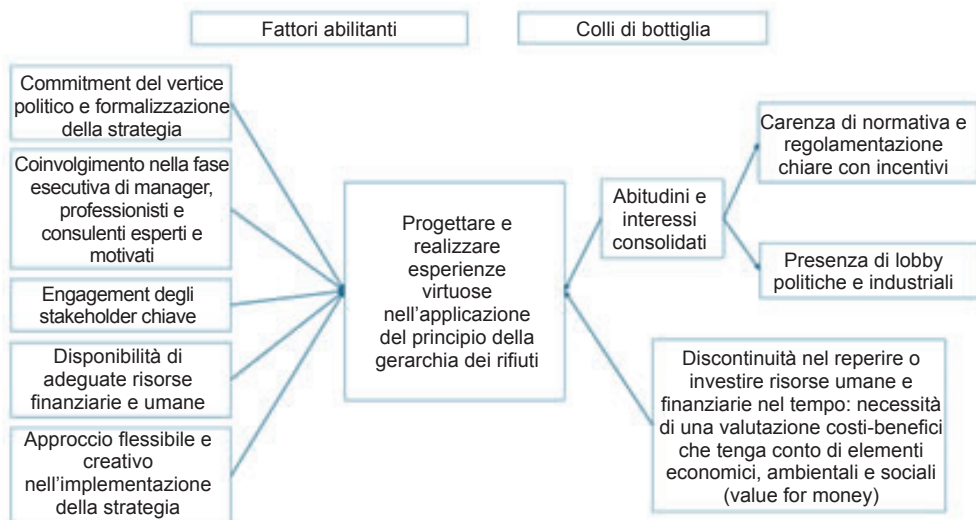 Fattori abilitanti
Colli di bottiglia
Commitment del vertice
politico e formalizzazione
della strategia
Coinvolgimento nella fase
esecutiva di manager,
professionisti e
consulenti esperti e
motivati
Engagement degli
stakeholder chiave
Disponibilità di
adeguate risorse
finanziarie e umane
Approccio flessibile e
creativo
nell’implementazione
della strategia
Progettare e
realizzare
esperienze
virtuose
nell’applicazione
del principio della
gerarchia dei rifiuti
Abitudini e
interessi
consolidati
Carenza di normativa e
regolamentazione
chiare con incentivi
Presenza di lobby
politiche e industriali
Discontinuità nel reperire o
investire risorse umane e
finanziarie nel tempo: necessità
di una valutazione costi-benefici
che tenga conto di elementi
economici, ambientali e sociali
(value for money)